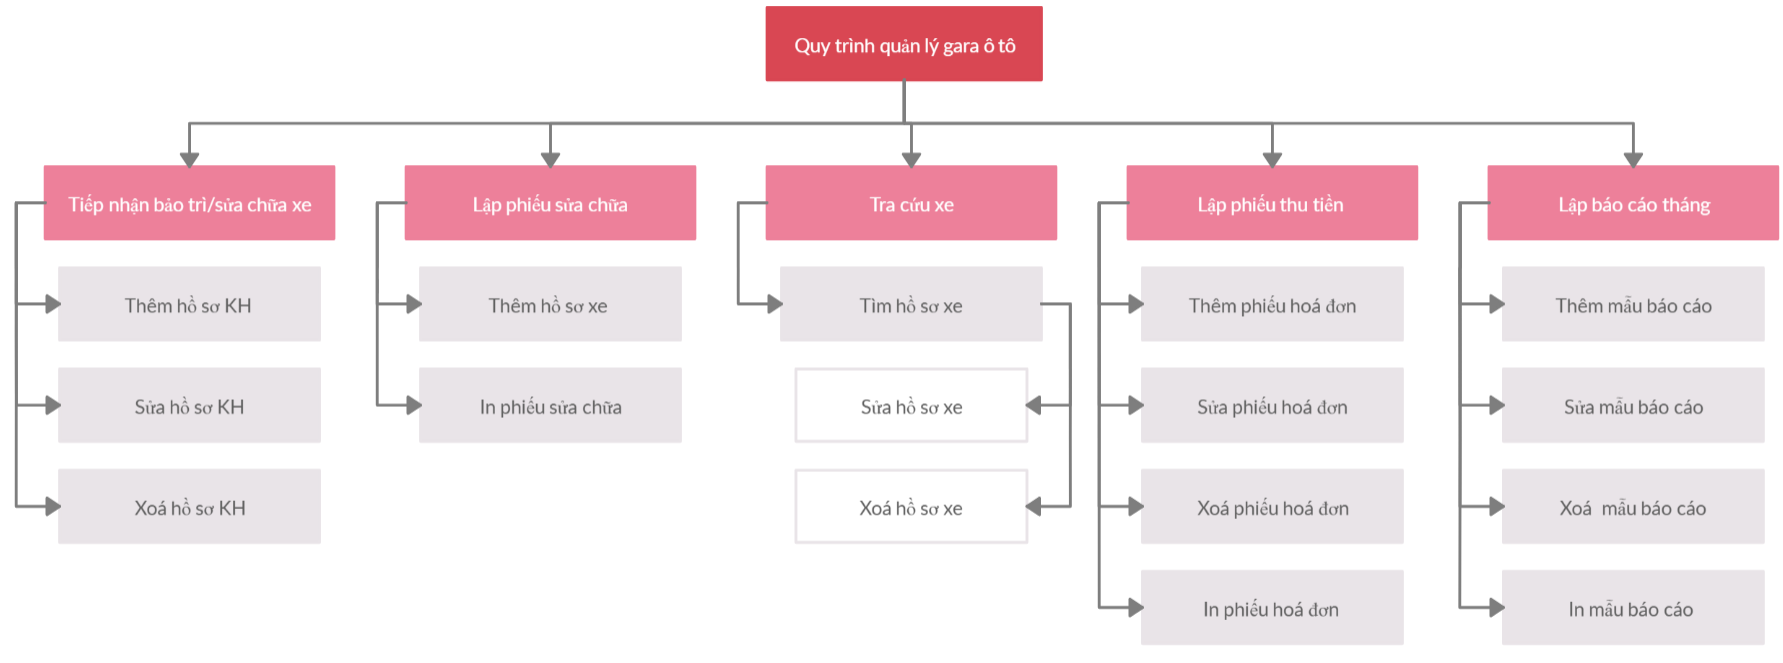 Quy trình quản lý gara ô tô
Tiếp nhận bảo trì/sửa chữa xe
Thêm hồ sơ KH
Sửa hồ sơ KH
Xoá hồ sơ KH
Lập phiếu sửa chữa
Thêm hồ sơ xe
In phiếu sửa chữa
Tra cứu xe
Tìm hồ sơ xe
Sửa hồ sơ xe
Xoá hồ sơ xe
Lập phiếu thu tiền
Thêm phiếu hoá đơn
Sửa phiếu hoá đơn
Xoá phiếu hoá đơn
In phiếu hoá đơn
Lập báo cáo tháng
Thêm mẫu báo cáo
Sửa mẫu báo cáo
Xoá mẫu báo cáo
In mẫu báo cáo